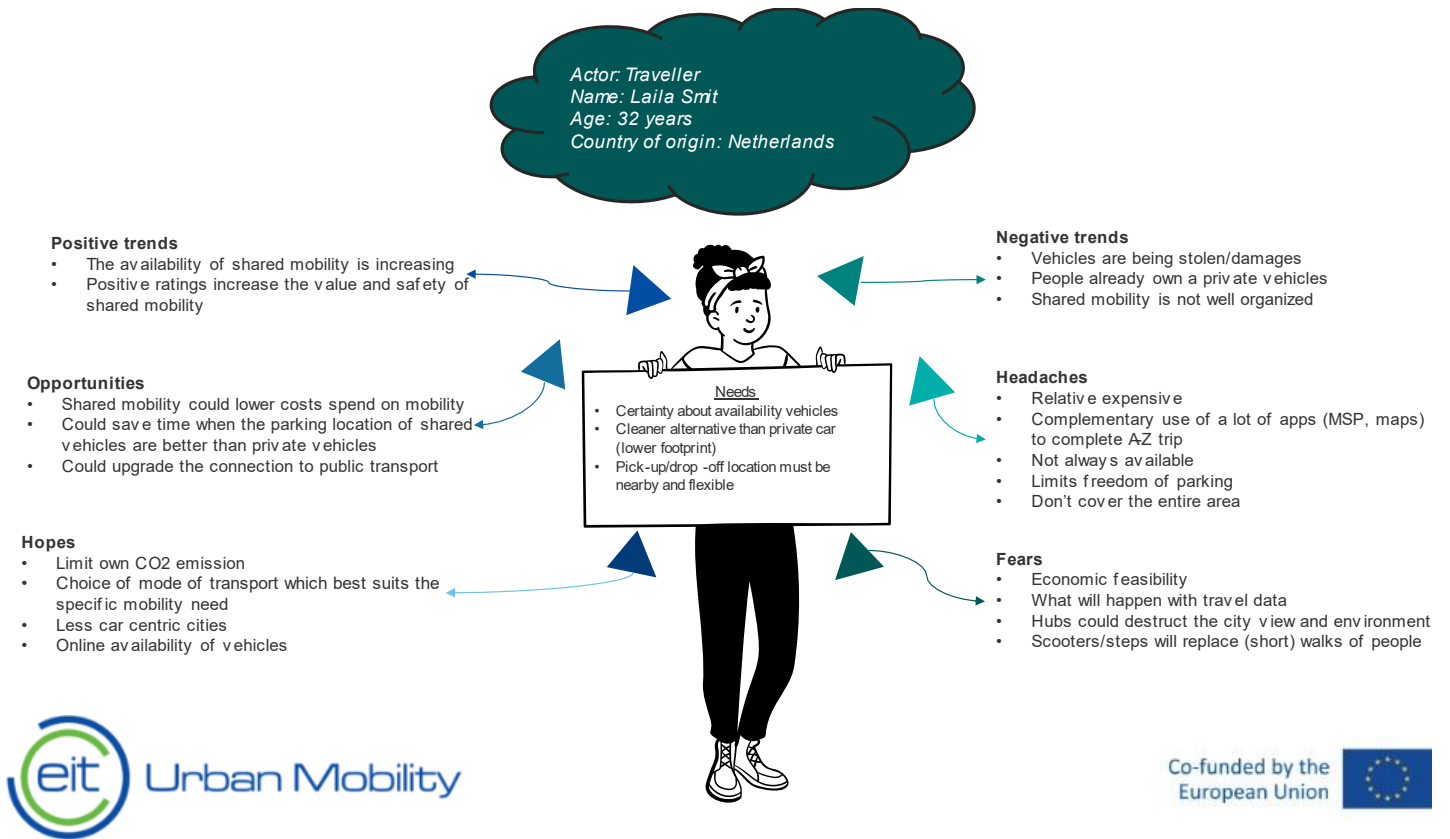 Actor: Traveller
Name: Laila Smit
Age: 32 years
Country of origin: Netherlands
Positive trends
• The availability of shared mobility is increasing
• Positive ratings increase the value and safety of
shared mobility
Opportunities
• Shared mobility could lower costs spend on mobility
• Could save time when the parking location of shared
vehicles are better than private vehicles
• Could upgrade the connection to public transport
Hopes
• Limit own CO2 emission
• Choice of mode of transport which best suits the
specific mobility need
• Less car centric cities
• Online availability of vehicles
Needs
• Certainty about availability vehicles
• Cleaner alternative than private car
(lower footprint)
• Pick-up/drop -off location must be
nearby and flexible
Negative trends
• Vehicles are being stolen/damages
• People already own a private vehicles
• Shared mobility is not well organized
Headaches
• Relative expensive
• Complementary use of a lot of apps (MSP, maps)
to complete A-Z trip
• Not always available
• Limits freedom of parking
• Don't cover the entire area
Fears
• Economic feasibility
• What will happen with travel data
• Hubs could destruct the city view and environment
• Scooters/steps will replace (short) walks of people
eit Urban Mobility
Co-funded by the
European Union